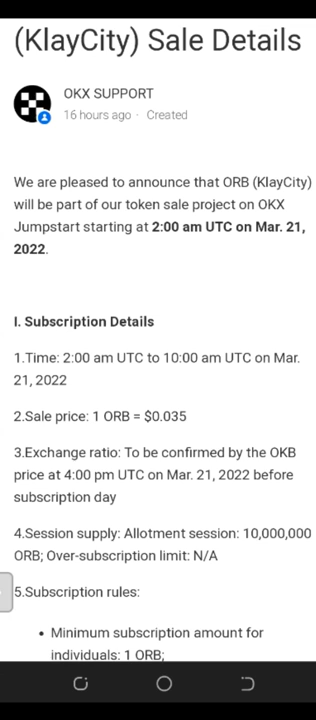 (KlayCity) Sale Details
OKX SUPPORT
16 hours ago · Created
We are pleased to announce that ORB (KlayCity)
will be part of our token sale project on OKX
Jumpstart starting at 2:00 am UTC on Mar. 21,
2022.
I. Subscription Details
1.Time: 2:00 am UTC to 10:00 am UTC on Mar.
21, 2022
2.Sale price: 1 ORB = $0.035
3.Exchange ratio: To be confirmed by the OKB
price at 4:00 pm UTC on Mar. 21, 2022 before
subscription day
4.Session supply: Allotment session: 10,000,000
ORB; Over-subscription limit: N/A
5.Subscription rules:
• Minimum subscription amount for
individuals: 1 ORB;